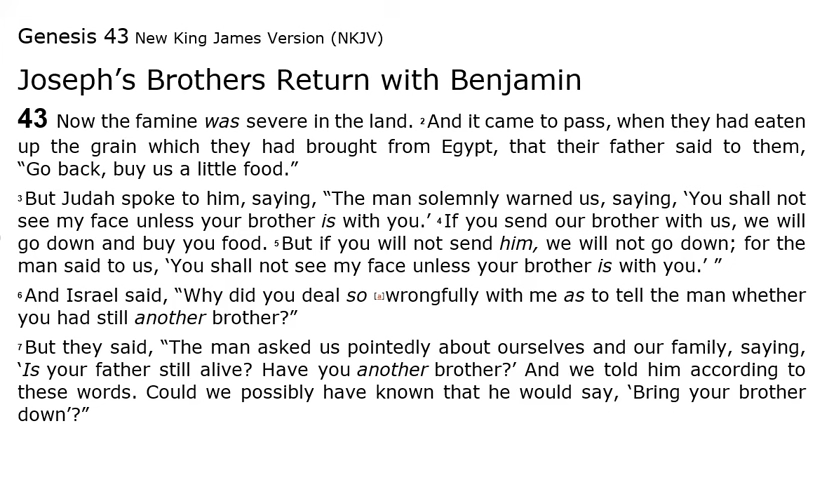 Genesis 43 New King James Version (NKJV)
Joseph’s Brothers Return with Benjamin
43 Now the famine was severe in the land. 2 And it came to pass, when they had eaten
up the grain which they had brought from Egypt, that their father said to them,
“Go back, buy us a little food.”
3 But Judah spoke to him, saying, “The man solemnly warned us, saying, ‘You shall not
see my face unless your brother is with you.’ 4 If you send our brother with us, we will
go down and buy you food. 5 But if you will not send him, we will not go down; for the
man said to us, ‘You shall not see my face unless your brother is with you.’ ”
6 And Israel said, “Why did you deal so [a]wrongfully with me as to tell the man whether
you had still another brother?”
7 But they said, “The man asked us pointedly about ourselves and our family, saying,
‘Is your father still alive? Have you another brother?’ And we told him according to
these words. Could we possibly have known that he would say, ‘Bring your brother
down’?”